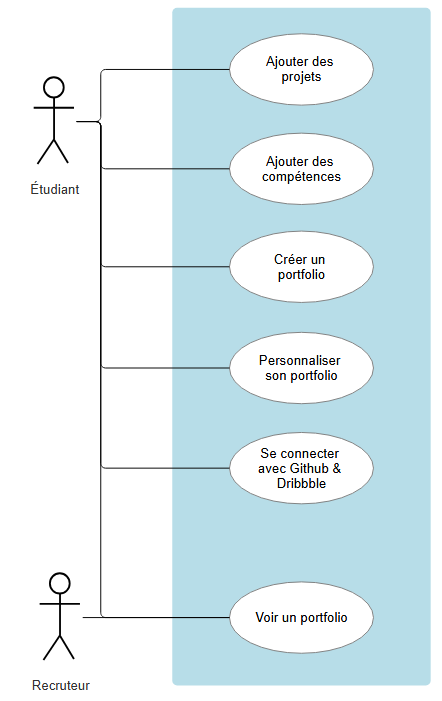 Ajouter des
projets
Étudiant
Ajouter des
compétences
Créer un
portfolio
Personnaliser
son portfolio
Se connecter
avec Github &
Dribbble
Voir un portfolio
Recruteur